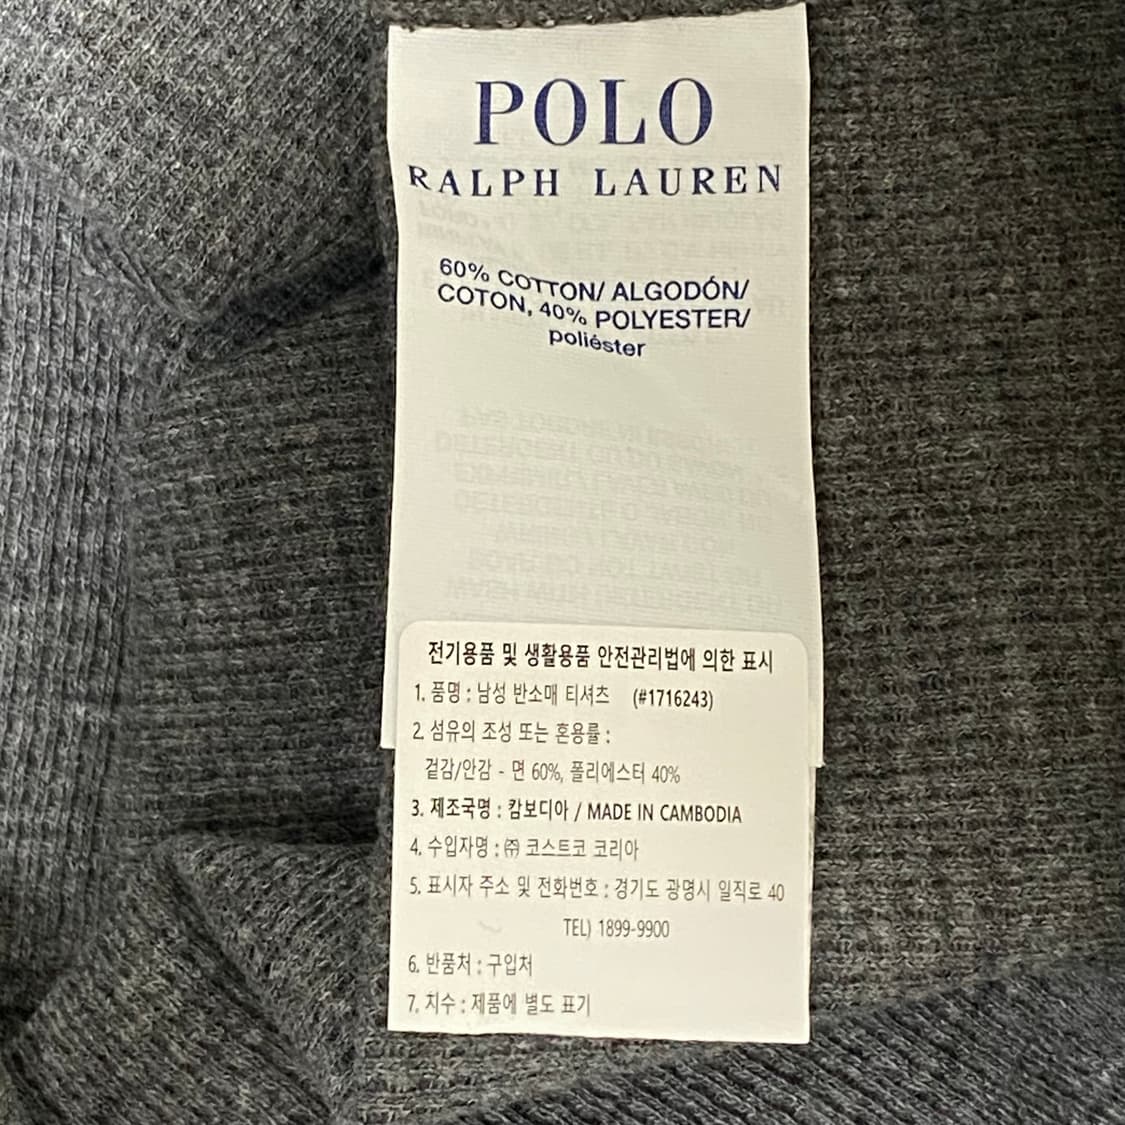 POLO
RALPH LAUREN
60% COTTON/ ALGODÓN/
COTON, 40% POLYESTER/
poliéster
전기용품 및 생활용품 안전관리법에 의한 표시
1. 품명 : 남성 반소매 티셔츠 (#1716243)
2. 섬유의 조성 또는 혼용률 :
겉감/안감 - 면 60%, 폴리에스터 40%
3. 제조국명 : 캄보디아 / MADE IN CAMBODIA
4. 수입자명 : ㈜ 코스트코 코리아
5. 표시자 주소 및 전화번호 : 경기도 광명시 일직로 40
TEL) 1899-9900
6. 반품처 : 구입처
7. 치수 : 제품에 별도 표기